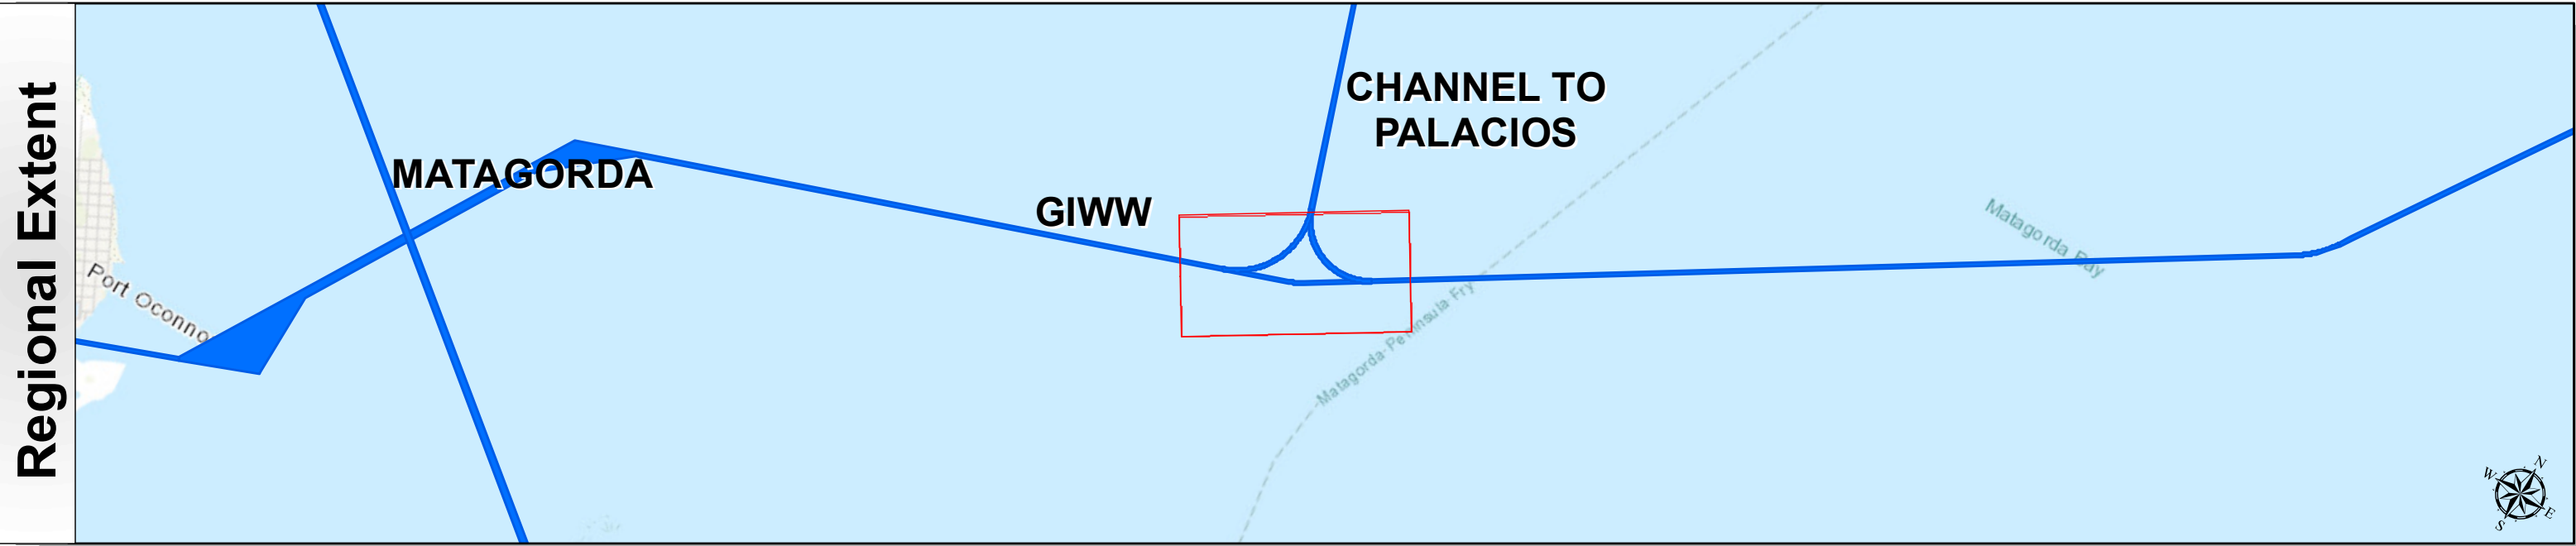 Regional Extent
CHANNEL TO
PALACIOS
MATAGORDA
GIWW
Matagorda Bay
Port Oconno
Matagorda Peninsula Fry
N
W
E
S